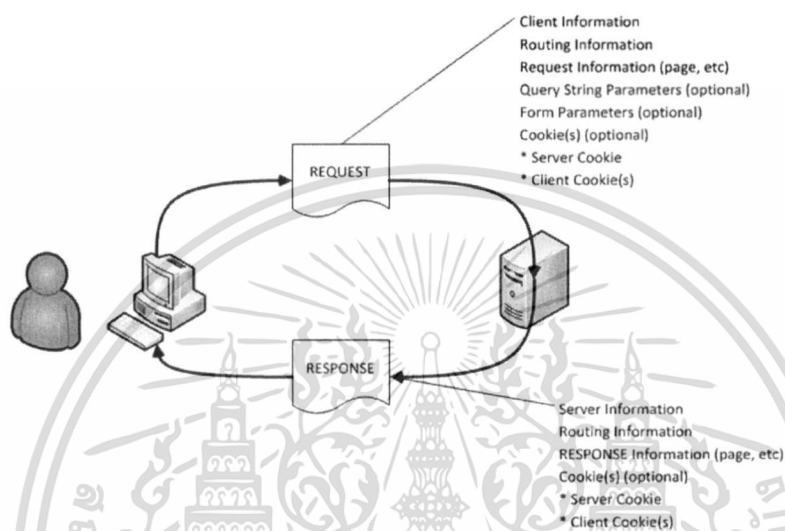 Client Information
Routing Information
Request Information (page, etc)
Query String Parameters (optional)
Form Parameters (optional)
Cookie(s) (optional)
* Server Cookie
* Client Cookie(s)
REQUEST
RESPONSE
Server Information
Routing Information
RESPONSE Information (page, etc)
Cookie(s) (optional)
* Server Cookie
* Client Cookie(s)